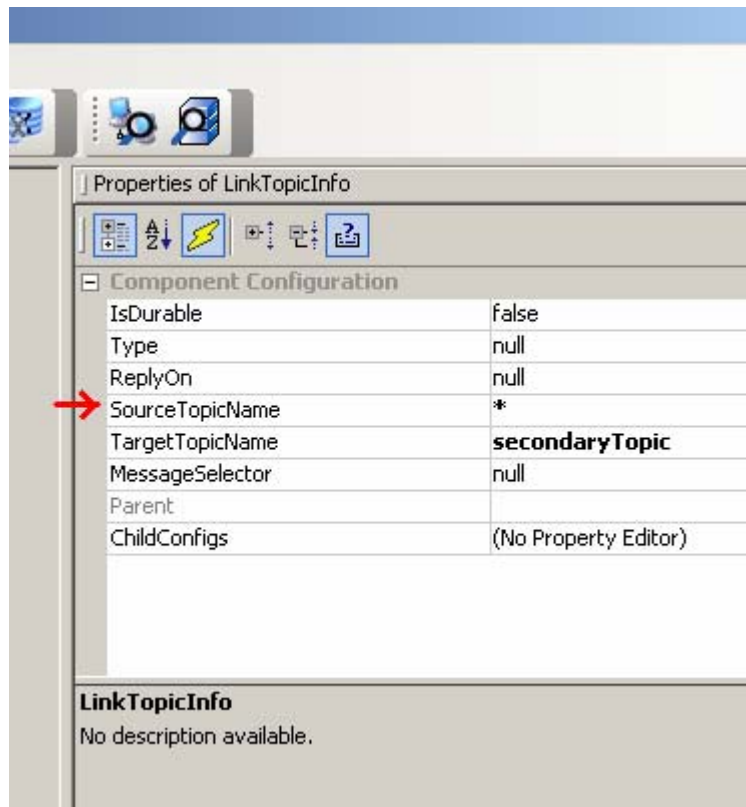 Properties of LinkTopicInfo
Component Configuration
IsDurable false
Type null
ReplyOn null
SourceTopicName *
TargetTopicName secondaryTopic
MessageSelector null
Parent
ChildConfigs (No Property Editor)
LinkTopicInfo
No description available.